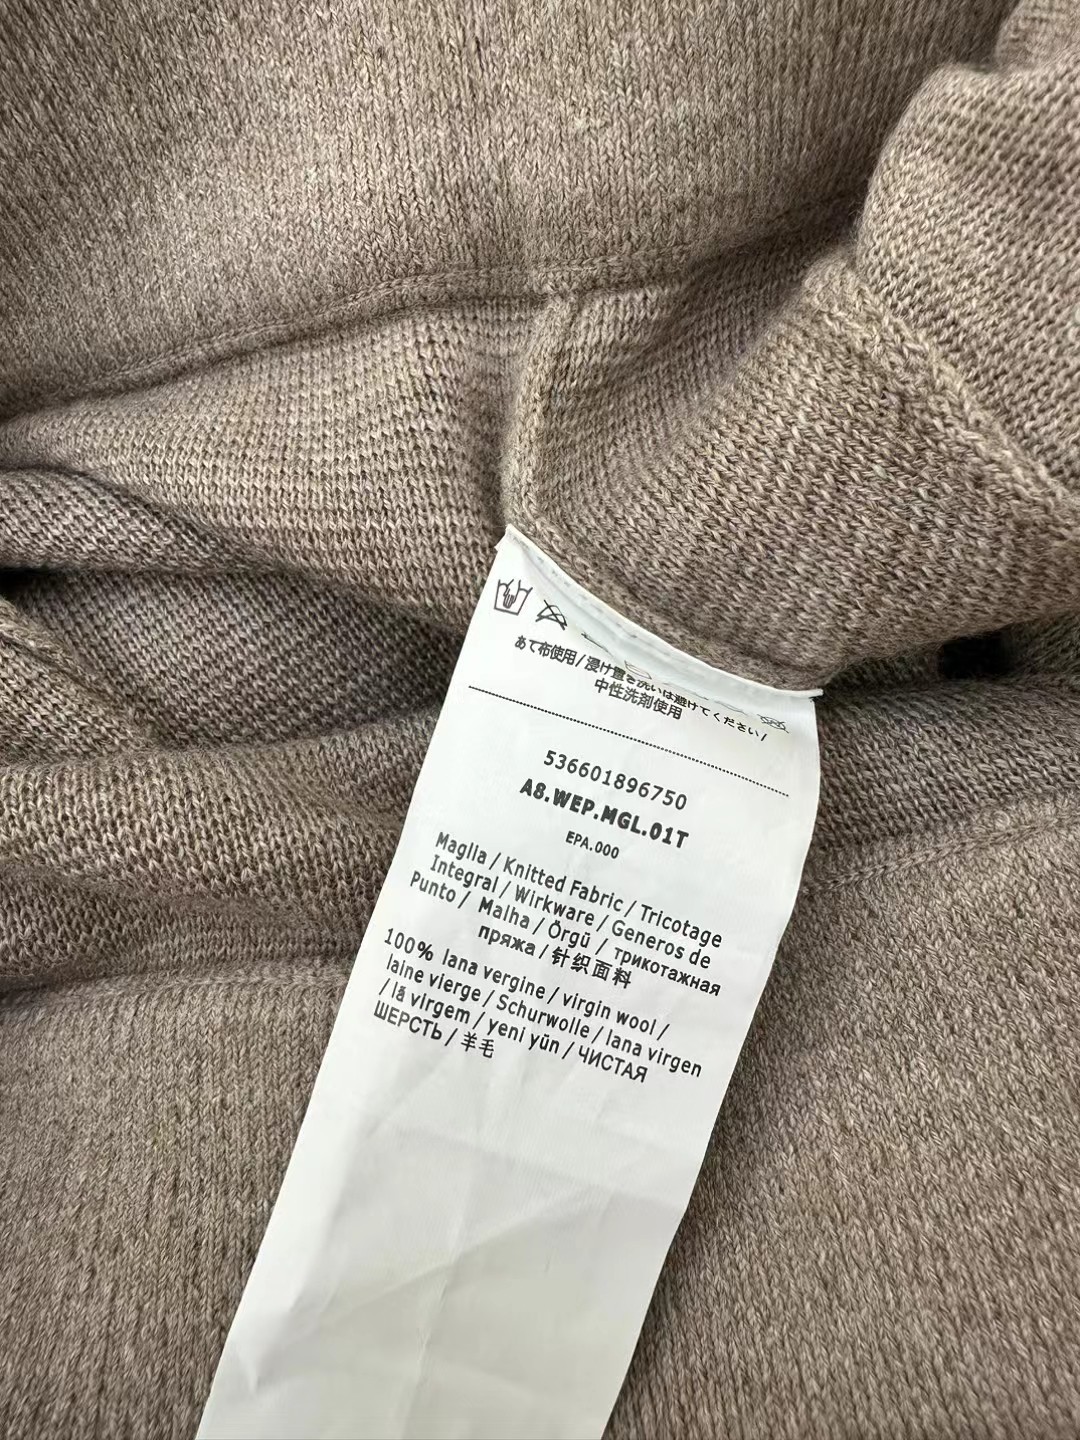 あて布使用/浸け置き洗いは避けてください/
中性洗剤使用
536601896750
A8.WEP.MGL.01T
EPA.000
Maglia / Knitted Fabric / Tricotage
Integral / Wirkware / Generos de
Punto / Malha / Örgü / трикотажная
пряжа / 针织面料
100% lana vergine / virgin wool /
laine vierge / Schurwolle / lana virgen
/ lã virgem / yeni yün / ЧИСТАЯ
ШЕРСТЬ / 羊毛